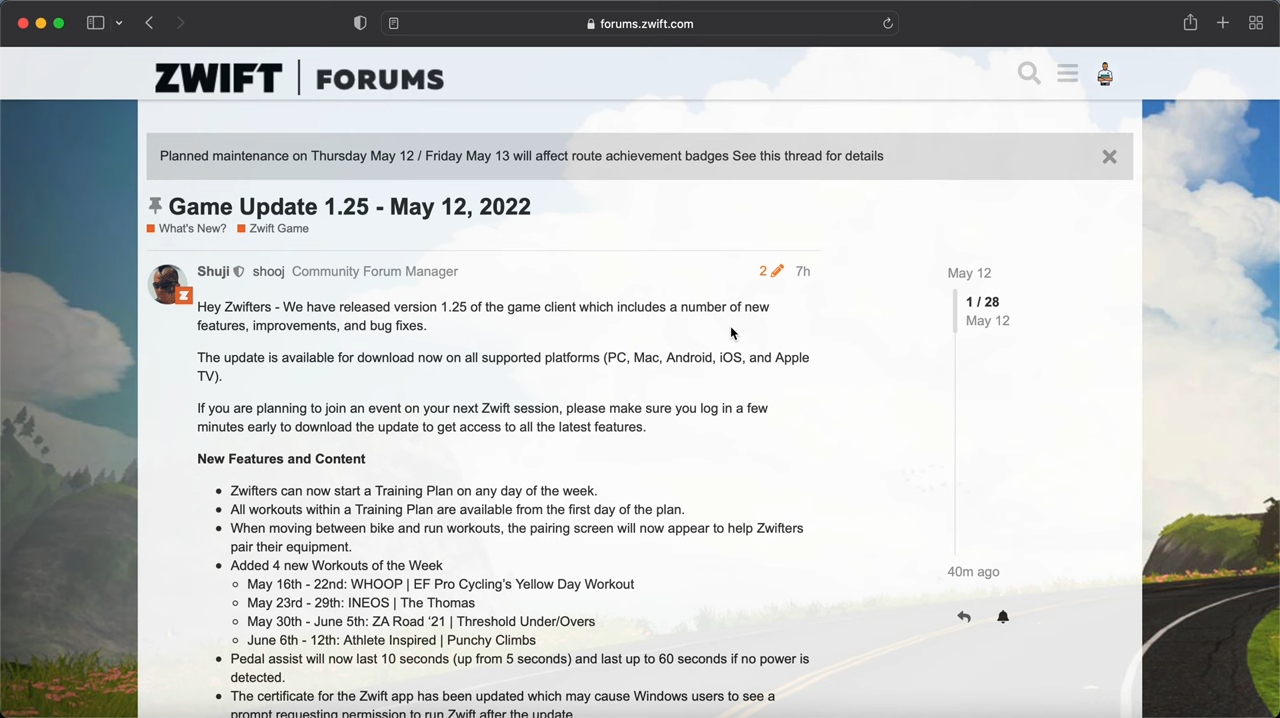 forums.zwift.com
ZWIFT | FORUMS
Planned maintenance on Thursday May 12 / Friday May 13 will affect route achievement badges See this thread for details
Game Update 1.25 - May 12, 2022
What's New? Zwift Game
Shuji shooj Community Forum Manager 2 7h
Hey Zwifters - We have released version 1.25 of the game client which includes a number of new
features, improvements, and bug fixes.
The update is available for download now on all supported platforms (PC, Mac, Android, iOS, and Apple
TV).
If you are planning to join an event on your next Zwift session, please make sure you log in a few
minutes early to download the update to get access to all the latest features.
New Features and Content
• Zwifters can now start a Training Plan on any day of the week.
• All workouts within a Training Plan are available from the first day of the plan.
• When moving between bike and run workouts, the pairing screen will now appear to help Zwifters
pair their equipment.
• Added 4 new Workouts of the Week
○ May 16th - 22nd: WHOOP | EF Pro Cycling’s Yellow Day Workout
○ May 23rd - 29th: INEOS | The Thomas
○ May 30th - June 5th: ZA Road ‘21 | Threshold Under/Overs
○ June 6th - 12th: Athlete Inspired | Punchy Climbs
• Pedal assist will now last 10 seconds (up from 5 seconds) and last up to 60 seconds if no power is
detected.
• The certificate for the Zwift app has been updated which may cause Windows users to see a
prompt requesting permission to run Zwift after the update
May 12
1 / 28
May 12
40m ago